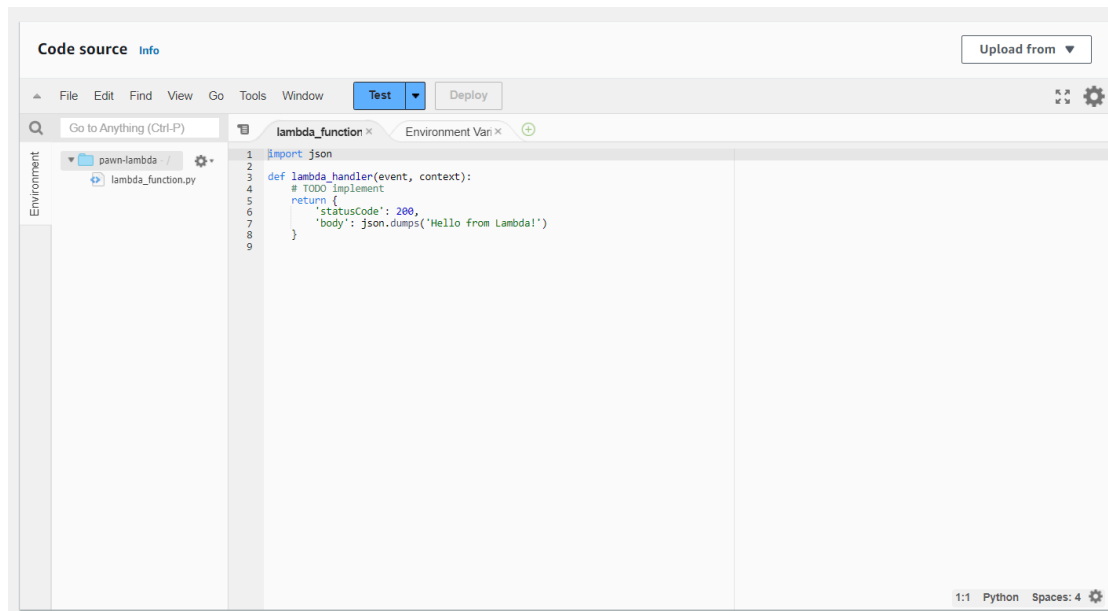 Code source Info
Upload from
File Edit Find View Go Tools Window Test Deploy
Go to Anything (Ctrl-P)
lambda_function × Environment Vari ×
Environment
pawn-lambda - /
lambda_function.py
1 import json
2
3 def lambda_handler(event, context):
4     # TODO implement
5     return {
6         'statusCode': 200,
7         'body': json.dumps('Hello from Lambda!')
8     }
9
1:1 Python Spaces: 4